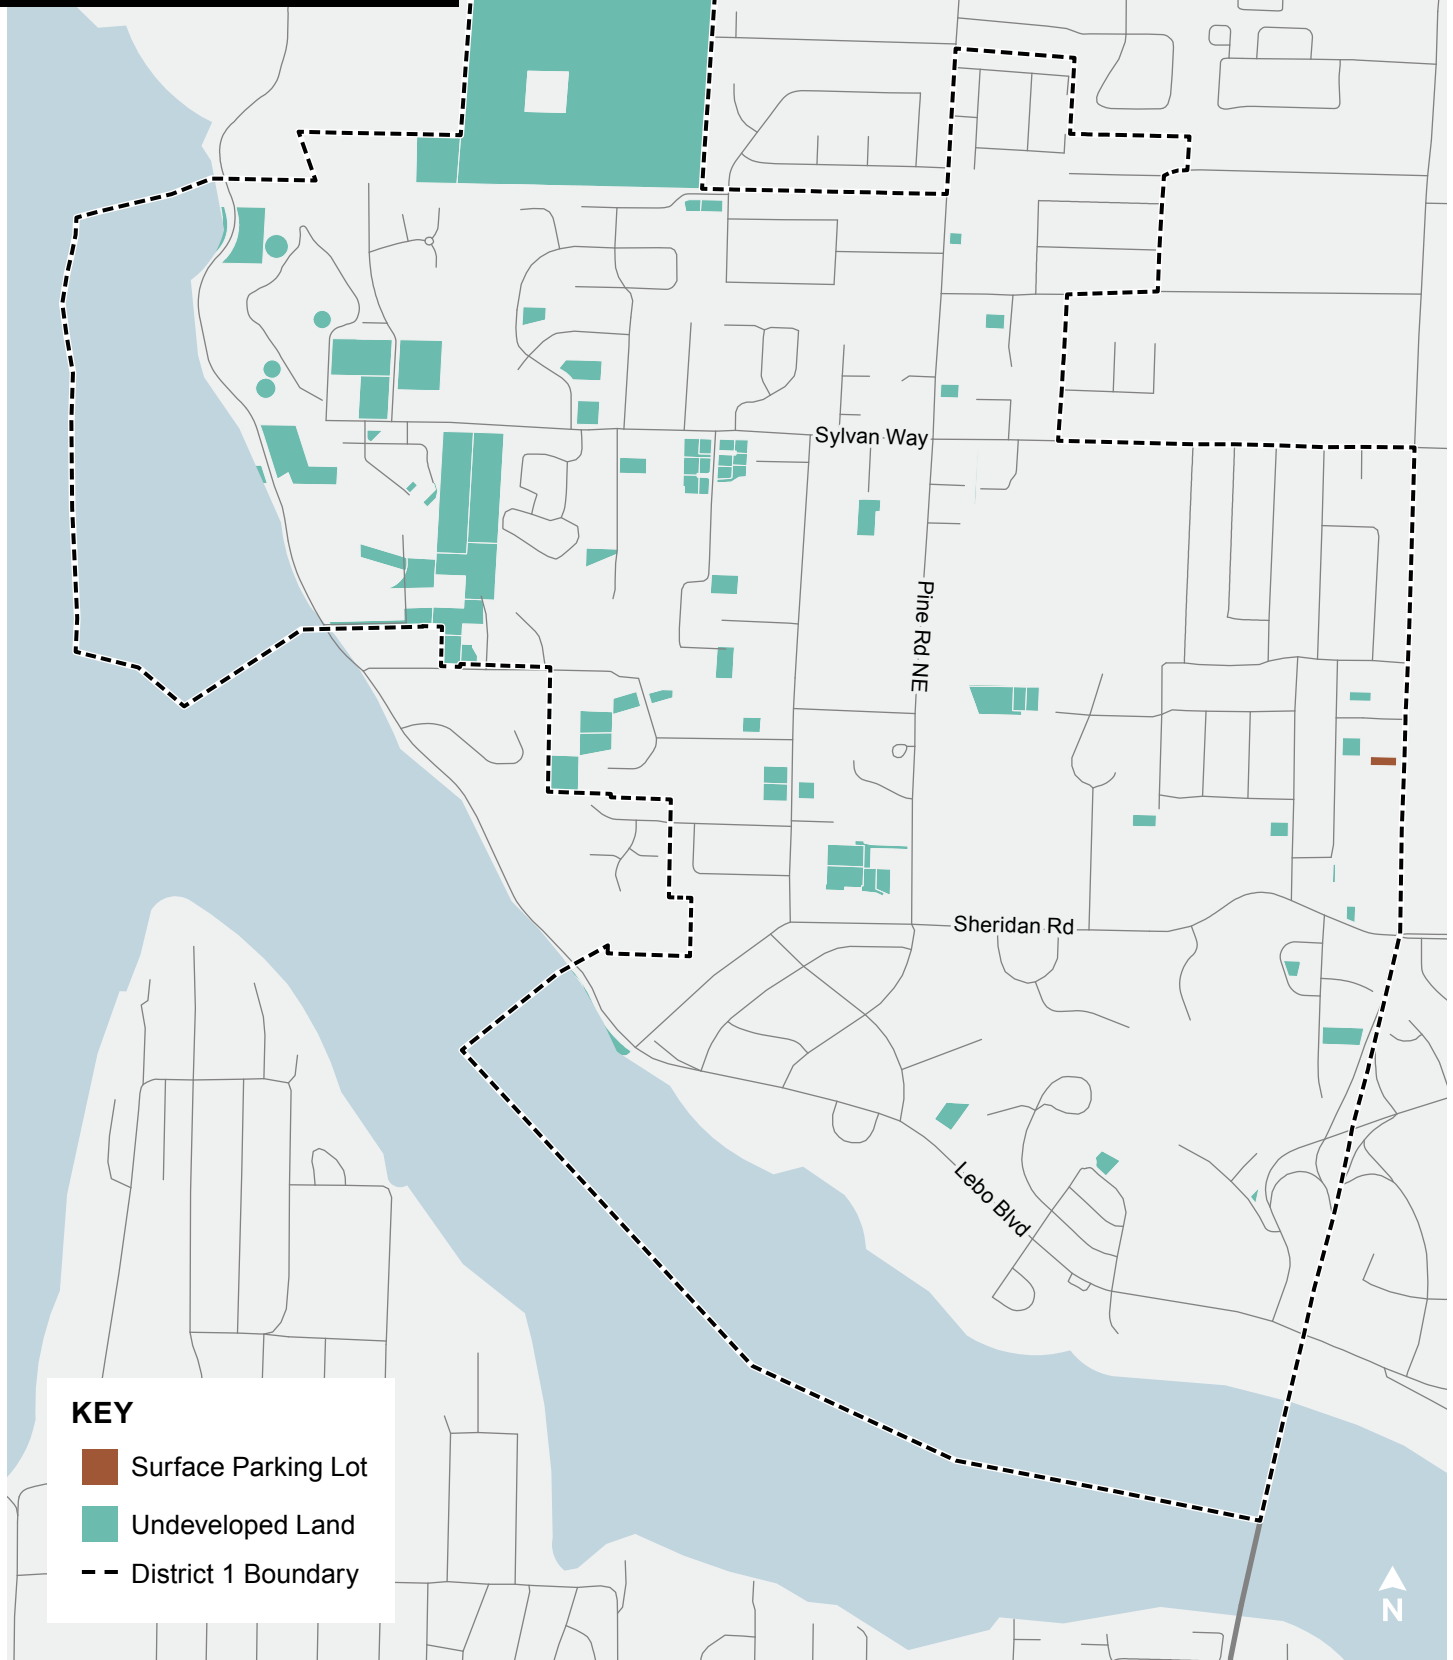 Sylvan Way
Pine Rd NE
Sheridan Rd
Lebo Blvd
KEY
Surface Parking Lot
Undeveloped Land
District 1 Boundary
N